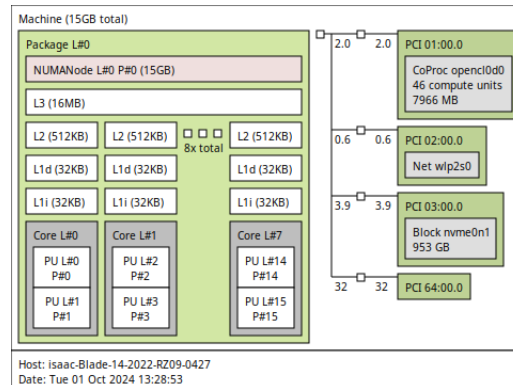 Machine (15GB total)
Package L#0
NUMANode L#0 P#0 (15GB)
L3 (16MB)
L2 (512KB) L2 (512KB) 8x total L2 (512KB)
L1d (32KB) L1d (32KB) L1d (32KB)
L1i (32KB) L1i (32KB) L1i (32KB)
Core L#0 Core L#1 Core L#7
PU L#0 PU L#2 PU L#14
P#0 P#2 P#14
PU L#1 PU L#3 PU L#15
P#1 P#3 P#15
2.0 2.0 PCI 01:00.0
CoProc opencl0d0
46 compute units
7966 MB
0.6 0.6 PCI 02:00.0
Net wlp2s0
3.9 3.9 PCI 03:00.0
Block nvme0n1
953 GB
32 32 PCI 64:00.0
Host: isaac-Blade-14-2022-RZ09-0427
Date: Tue 01 Oct 2024 13:28:53